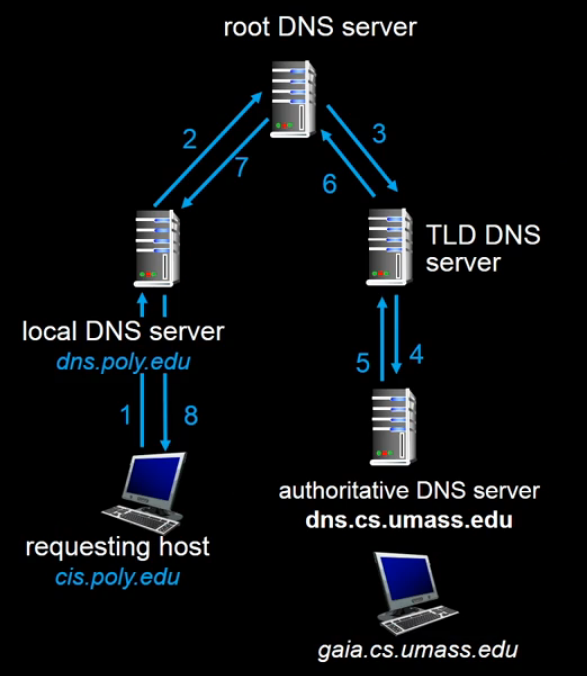 root DNS server
2
3
7
6
TLD DNS
server
local DNS server
dns.poly.edu
5
4
1
8
authoritative DNS server
dns.cs.umass.edu
requesting host
cis.poly.edu
gaia.cs.umass.edu